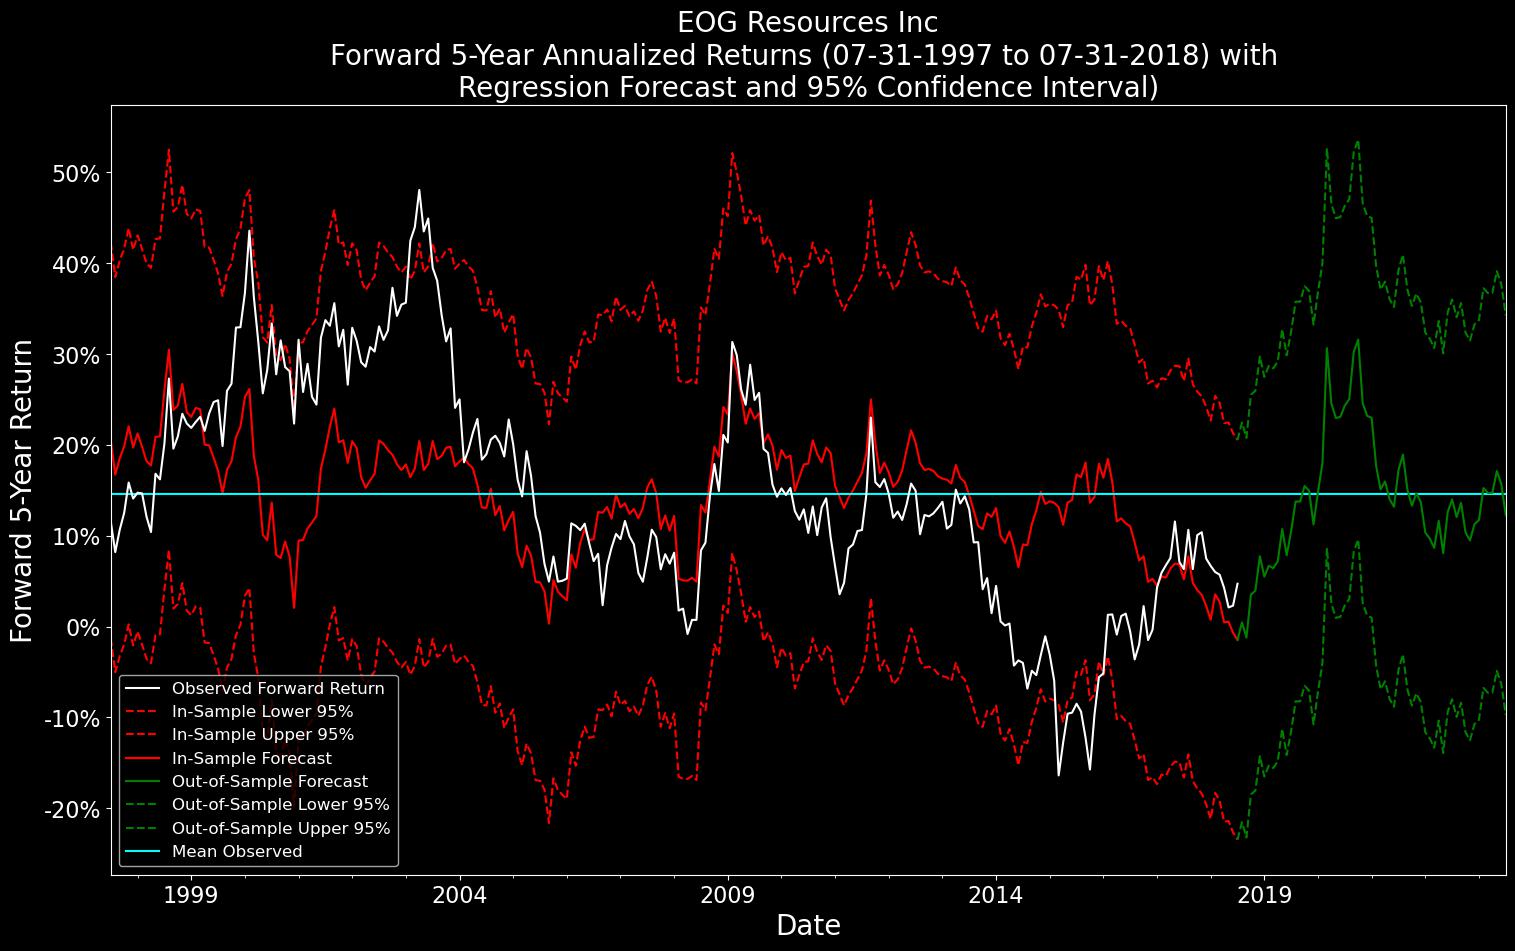 EOG Resources Inc
Forward 5-Year Annualized Returns (07-31-1997 to 07-31-2018) with
Regression Forecast and 95% Confidence Interval)
Forward 5-Year Return
50%
40%
30%
20%
10%
0%
-10%
-20%
Observed Forward Return
In-Sample Lower 95%
In-Sample Upper 95%
In-Sample Forecast
Out-of-Sample Forecast
Out-of-Sample Lower 95%
Out-of-Sample Upper 95%
Mean Observed
1999 2004 2009 2014 2019
Date